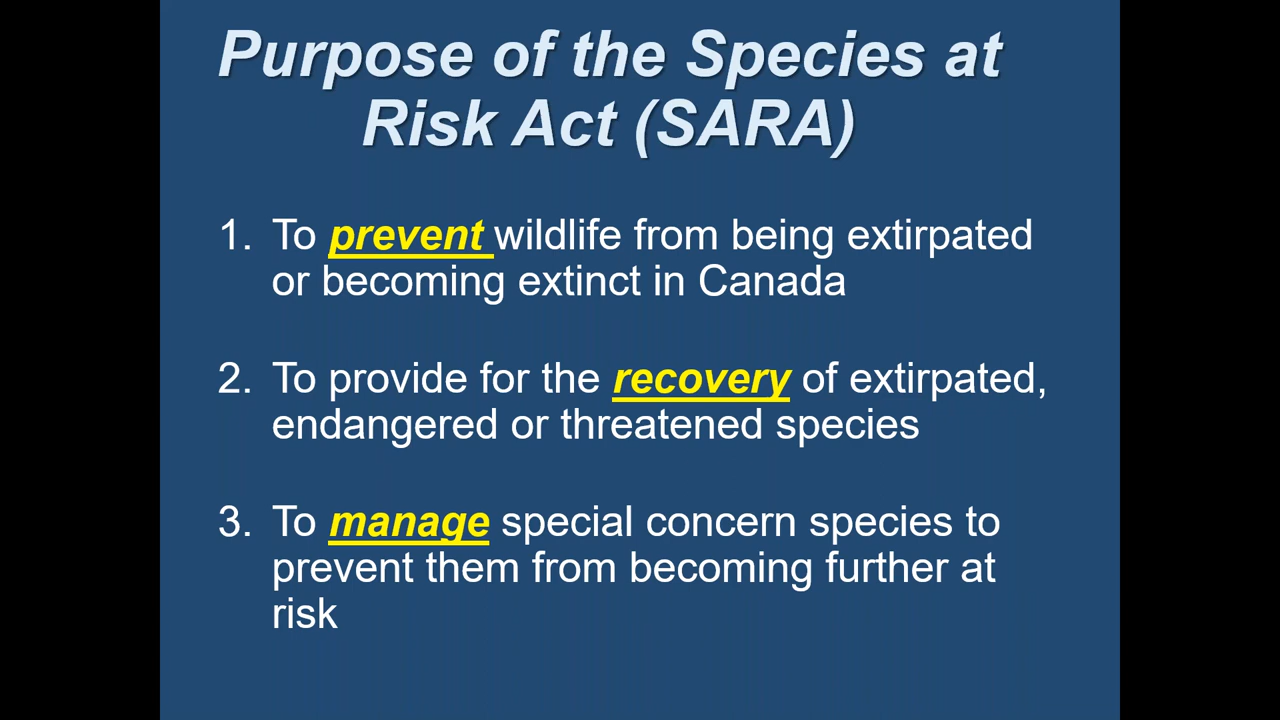 Purpose of the Species at
Risk Act (SARA)
1. To prevent wildlife from being extirpated
or becoming extinct in Canada
2. To provide for the recovery of extirpated,
endangered or threatened species
3. To manage special concern species to
prevent them from becoming further at
risk